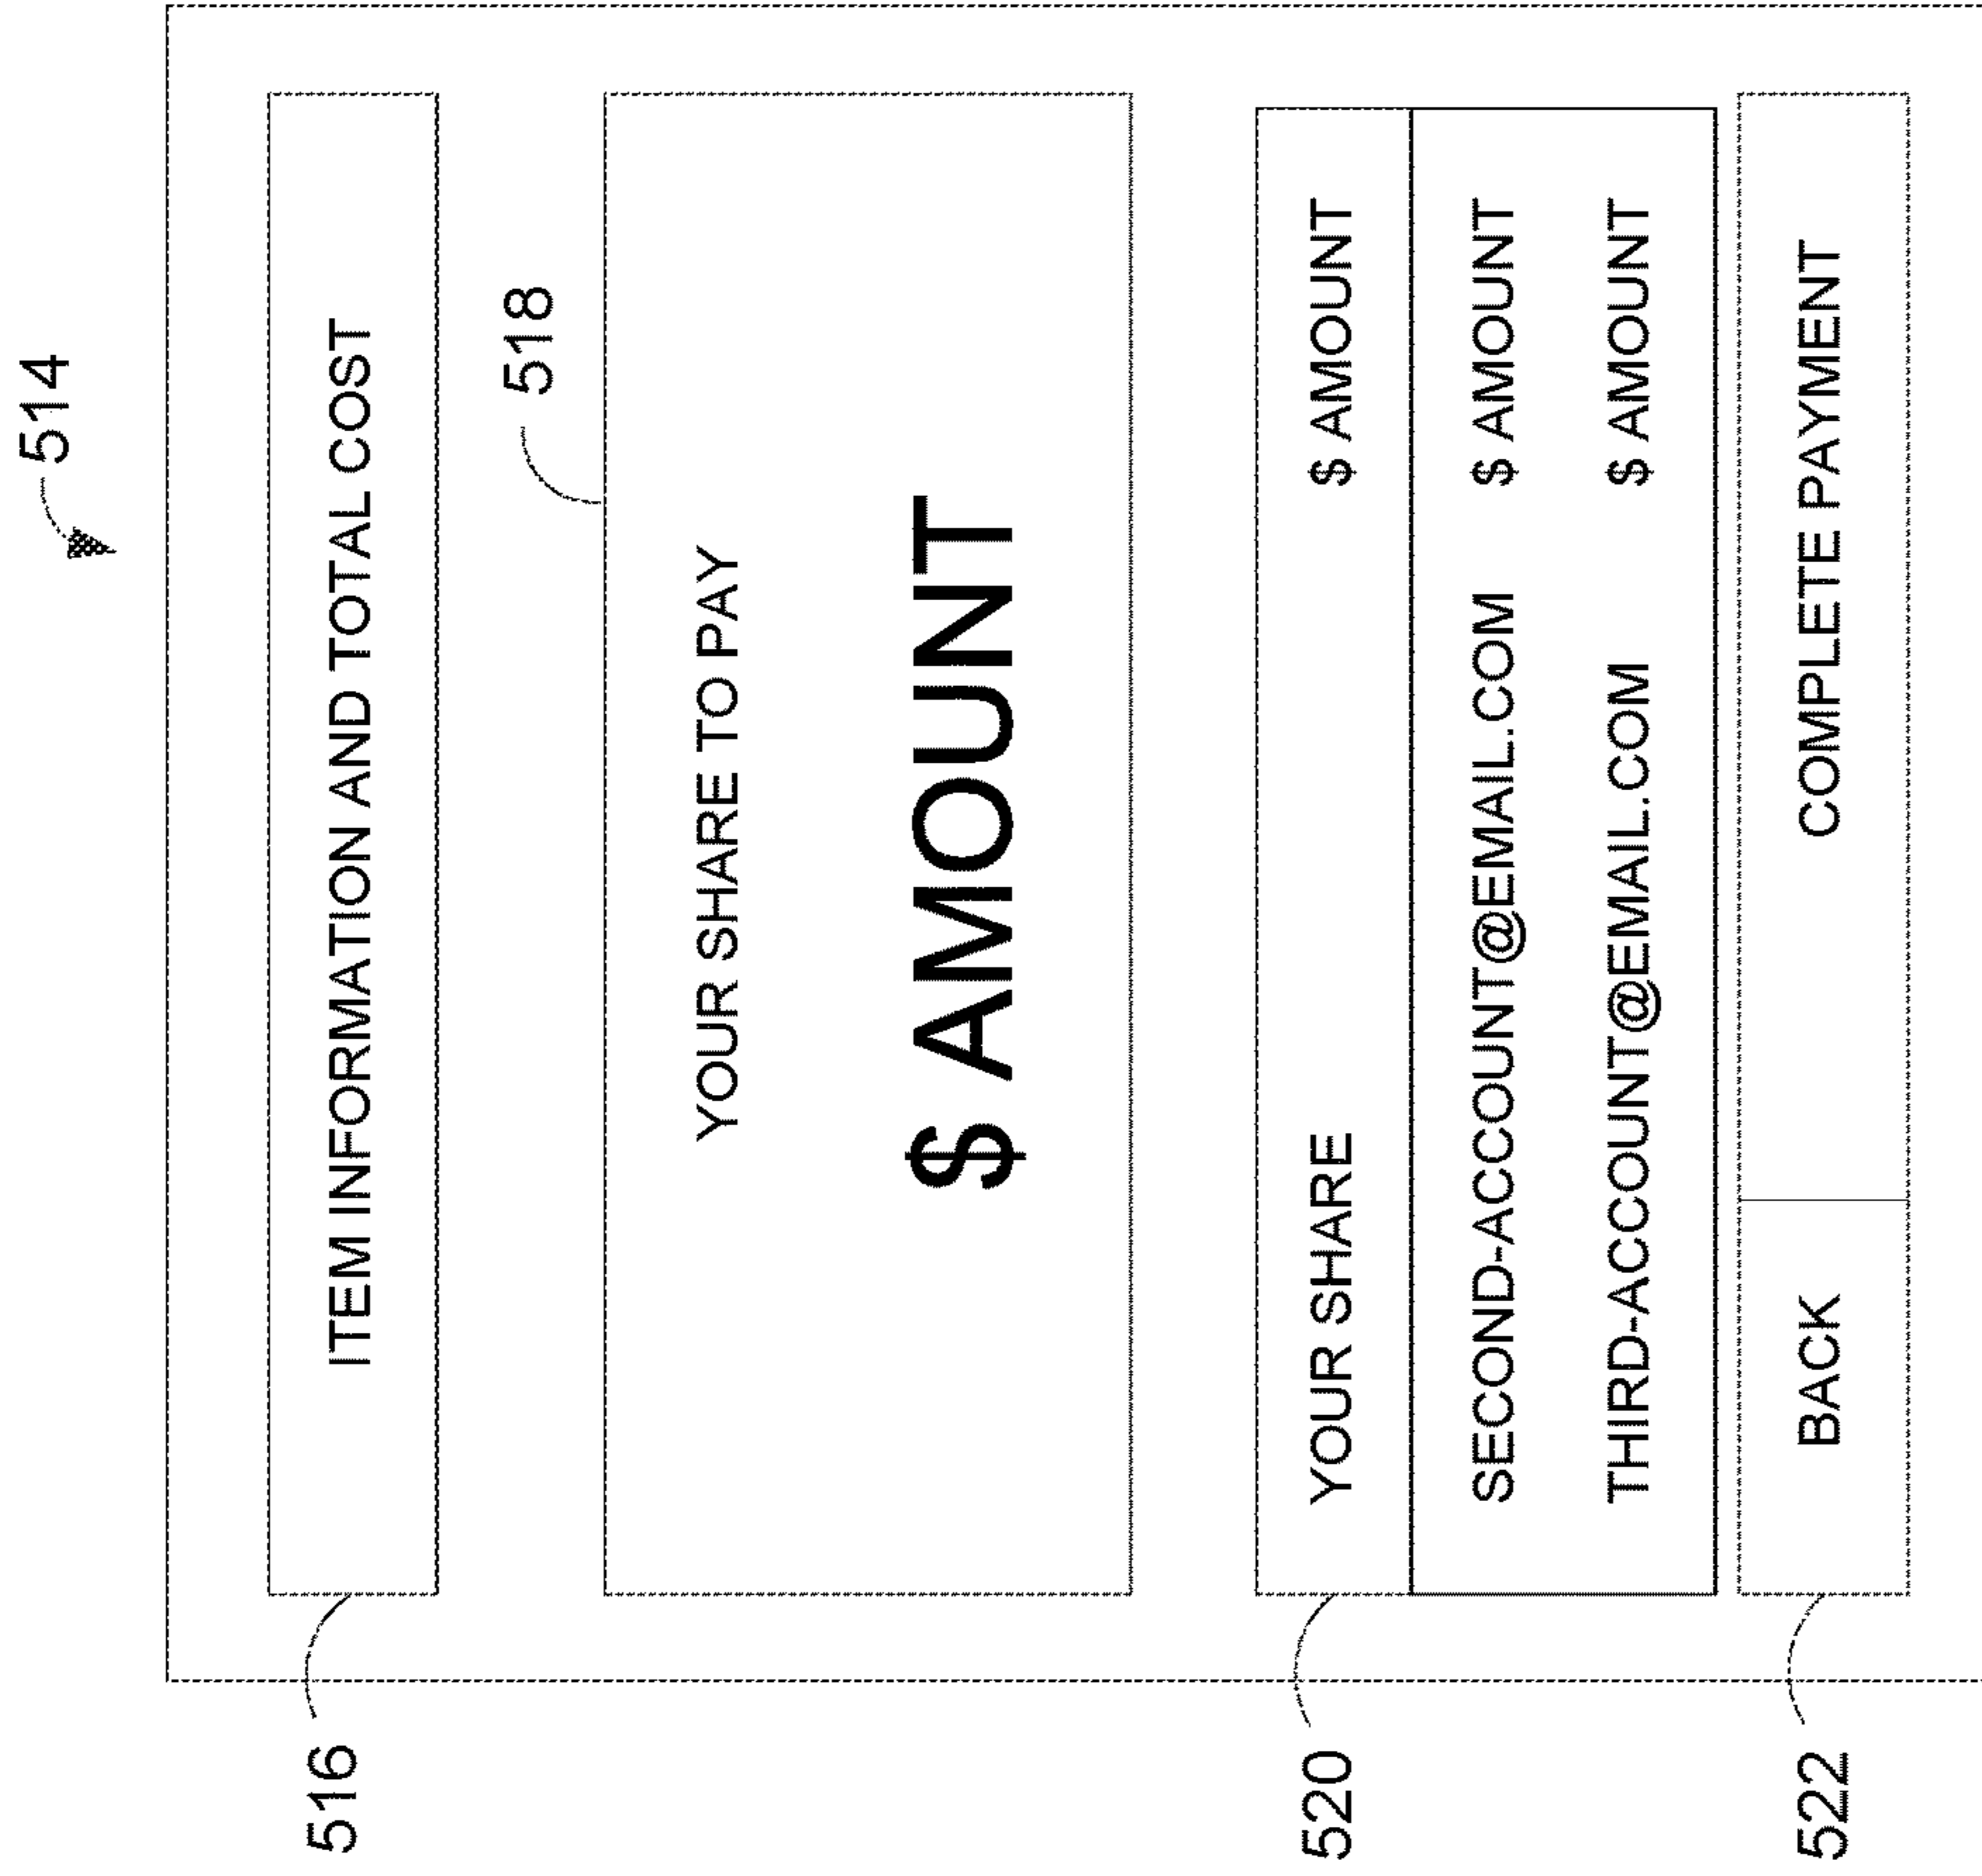 514
516
ITEM INFORMATION AND TOTAL COST
518
YOUR SHARE TO PAY
$ AMOUNT
520
YOUR SHARE $ AMOUNT
SECOND-ACCOUNT@EMAIL.COM $ AMOUNT
THIRD-ACCOUNT@EMAIL.COM $ AMOUNT
522
BACK COMPLETE PAYMENT